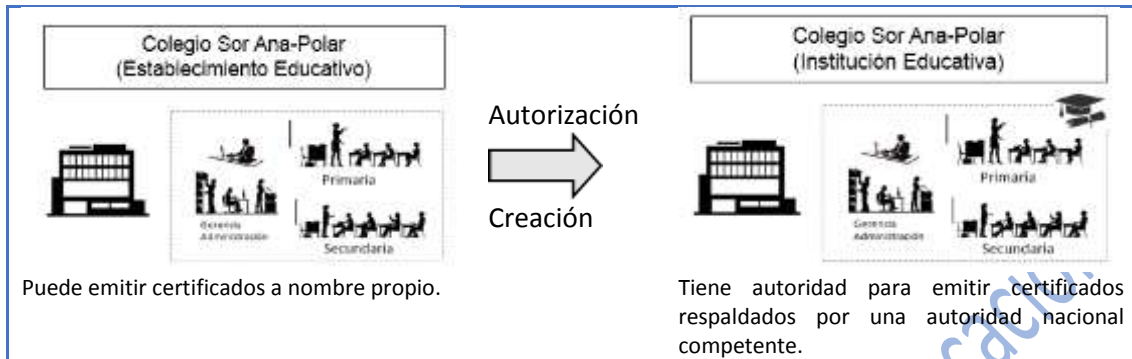 Colegio Sor Ana-Polar
(Establecimiento Educativo)
Primaria
Gerencia
Administración
Secundaria
Puede emitir certificados a nombre propio.
Autorización
Creación
Colegio Sor Ana-Polar
(Institución Educativa)
Primaria
Gerencia
Administración
Secundaria
Tiene autoridad para emitir certificados
respaldados por una autoridad nacional
competente.